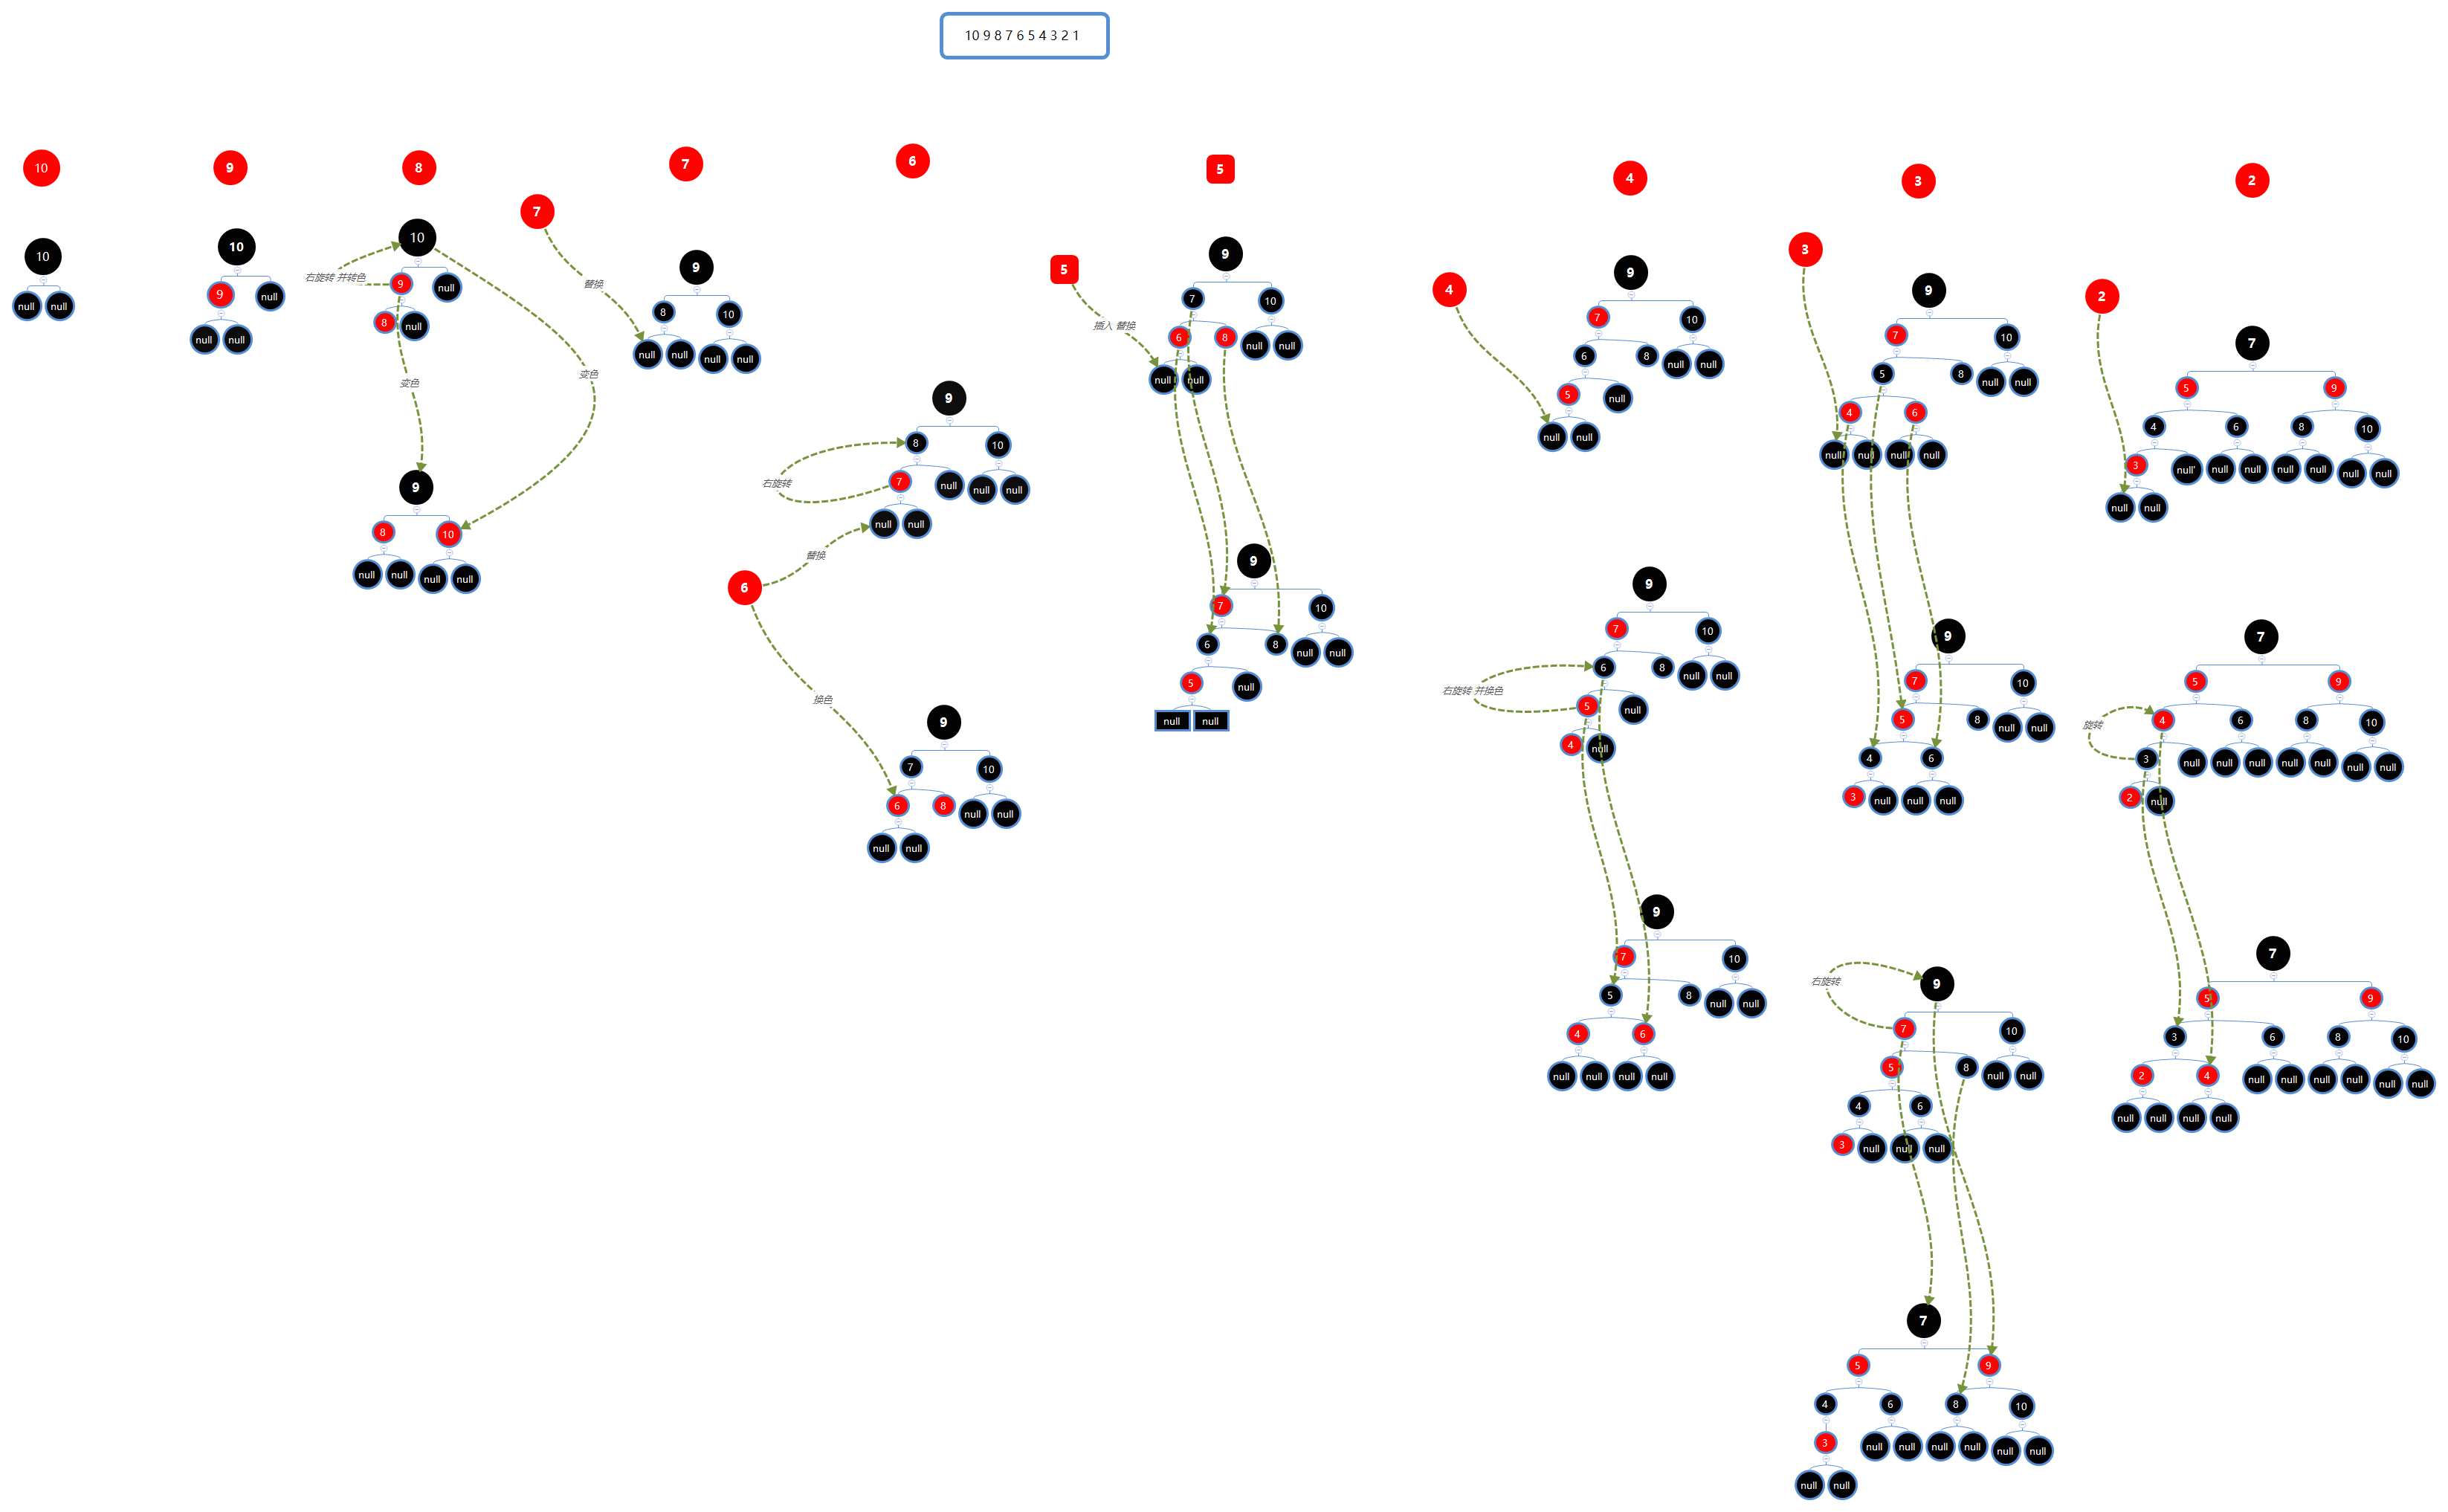 10 9 8 7 6 5 4 3 2 1
10
10
null null
9
10
9 null
null null
8
10
右旋转 并转色
9 null
8 null
变色
变色
9
8 10
null null null null
7
7
替换
9
8 10
null null null null
6
9
8 10
右旋转
7 null null null
null null
替换
6
换色
9
7 10
6 8 null null
null null
5
5
插入 替换
9
7 10
6 8 null null
null null
9
7 10
6 8 null null
5 null
null null
4
4
9
7 10
6 8 null null
5 null
null null
9
7 10
6 8 null null
右旋转 并换色
5 null
4 null
9
7 10
5 8 null null
4 6
null null null null
3
3
9
7 10
5 8 null null
4 6
null null null null
9
7 10
5 8 null null
4 6
3 null null null
右旋转
9
7 10
5 8 null null
4 6
3 null null null
7
5 9
4 6 8 10
3 null null null null null null
null null
2
2
7
5 9
4 6 8 10
3 null' null null null null null null
null null
7
5 9
旋转
4 6 8 10
3 null null null null null null null
2 null
7
5 9
3 6 8 10
2 4 null null null null null null
null null null null